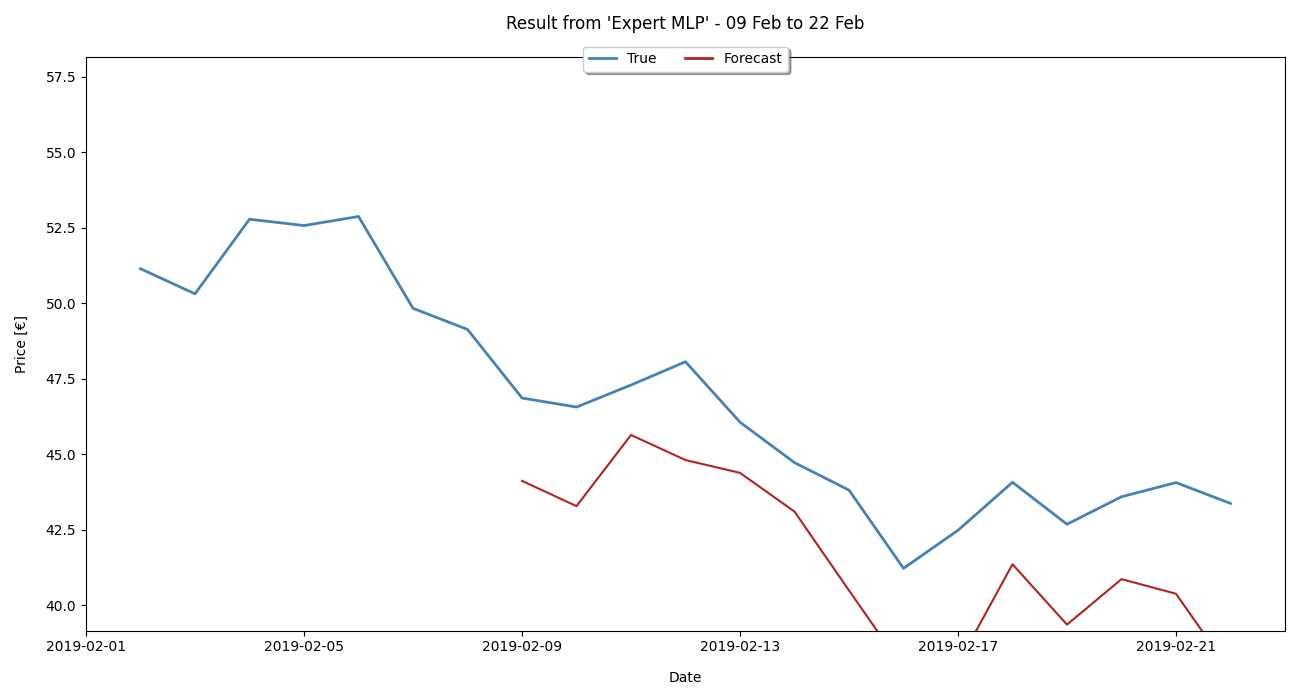 Result from 'Expert MLP' - 09 Feb to 22 Feb
True Forecast
57.5
55.0
52.5
50.0
47.5
45.0
42.5
40.0
Price [€]
2019-02-01 2019-02-05 2019-02-09 2019-02-13 2019-02-17 2019-02-21
Date